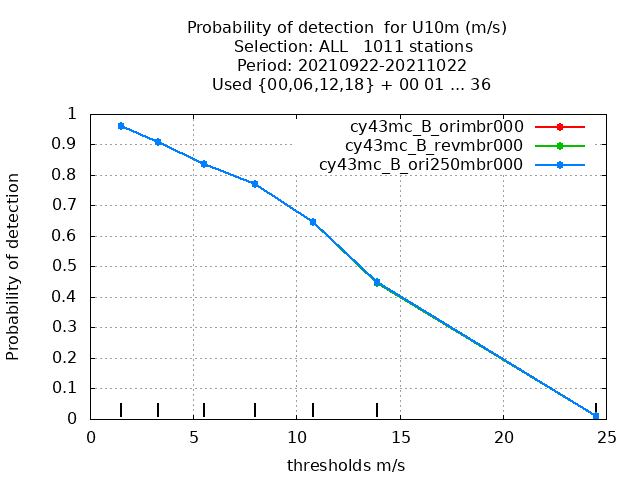 Probability of detection  for U10m (m/s)
Selection: ALL   1011 stations
Period: 20210922-20211022
Used {00,06,12,18} + 00 01 ... 36
cy43mc_B_orimbr000
cy43mc_B_revmbr000
cy43mc_B_ori250mbr000
Probability of detection
1
0.9
0.8
0.7
0.6
0.5
0.4
0.3
0.2
0.1
0
0 5 10 15 20 25
thresholds m/s